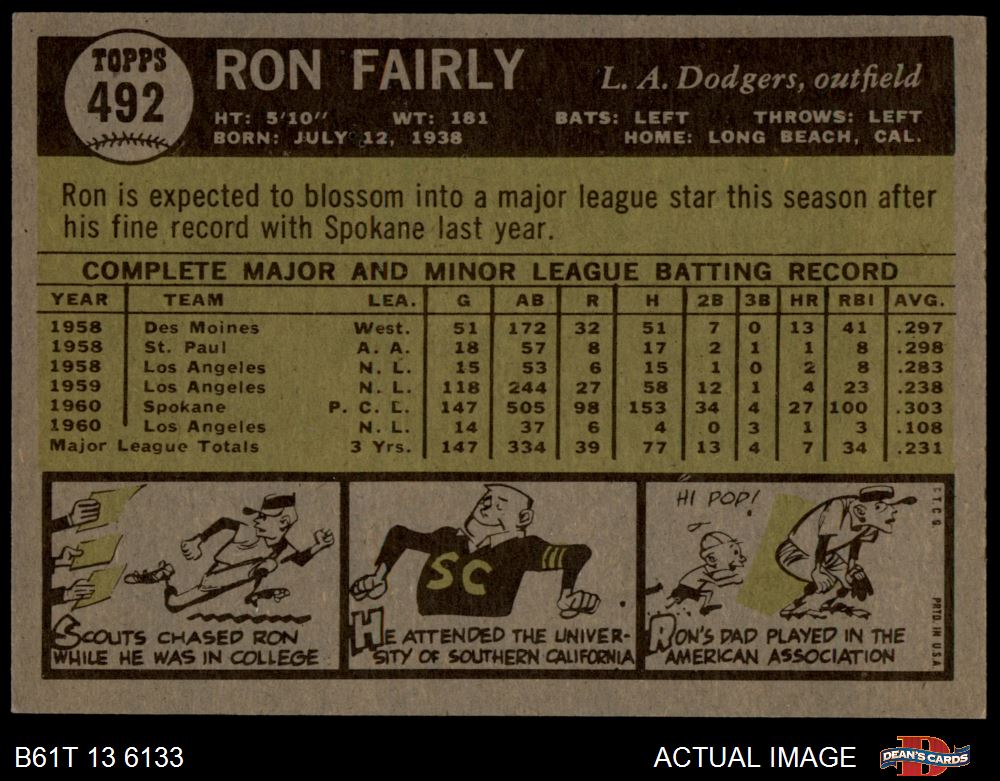 TOPPS
492
RON FAIRLY
L. A. Dodgers, outfield
HT: 5'10" WT: 181 BATS: LEFT THROWS: LEFT
BORN: JULY 12, 1938 HOME: LONG BEACH, CAL.
Ron is expected to blossom into a major league star this season after
his fine record with Spokane last year.
COMPLETE MAJOR AND MINOR LEAGUE BATTING RECORD
YEAR TEAM LEA. G AB R H 2B 3B HR RBI AVG.
1958 Des Moines West. 51 172 32 51 7 0 13 41 .297
1958 St. Paul A. A. 18 57 8 17 2 1 1 8 .298
1958 Los Angeles N. L. 15 53 6 15 1 0 2 8 .283
1959 Los Angeles N. L. 118 244 27 58 12 1 4 23 .238
1960 Spokane P. C. L. 147 505 98 153 34 4 27 100 .303
1960 Los Angeles N. L. 14 37 6 4 0 3 1 3 .108
Major League Totals 3 Yrs. 147 334 39 77 13 4 7 34 .231
SCOUTS CHASED RON
WHILE HE WAS IN COLLEGE
SC
HE ATTENDED THE UNIVER-
SITY OF SOUTHERN CALIFORNIA
HI POP!
RON'S DAD PLAYED IN THE
AMERICAN ASSOCIATION
© T.C.G.
PRTD. IN U.S.A.
B61T 13 6133
ACTUAL IMAGE
D
DEAN'S CARDS